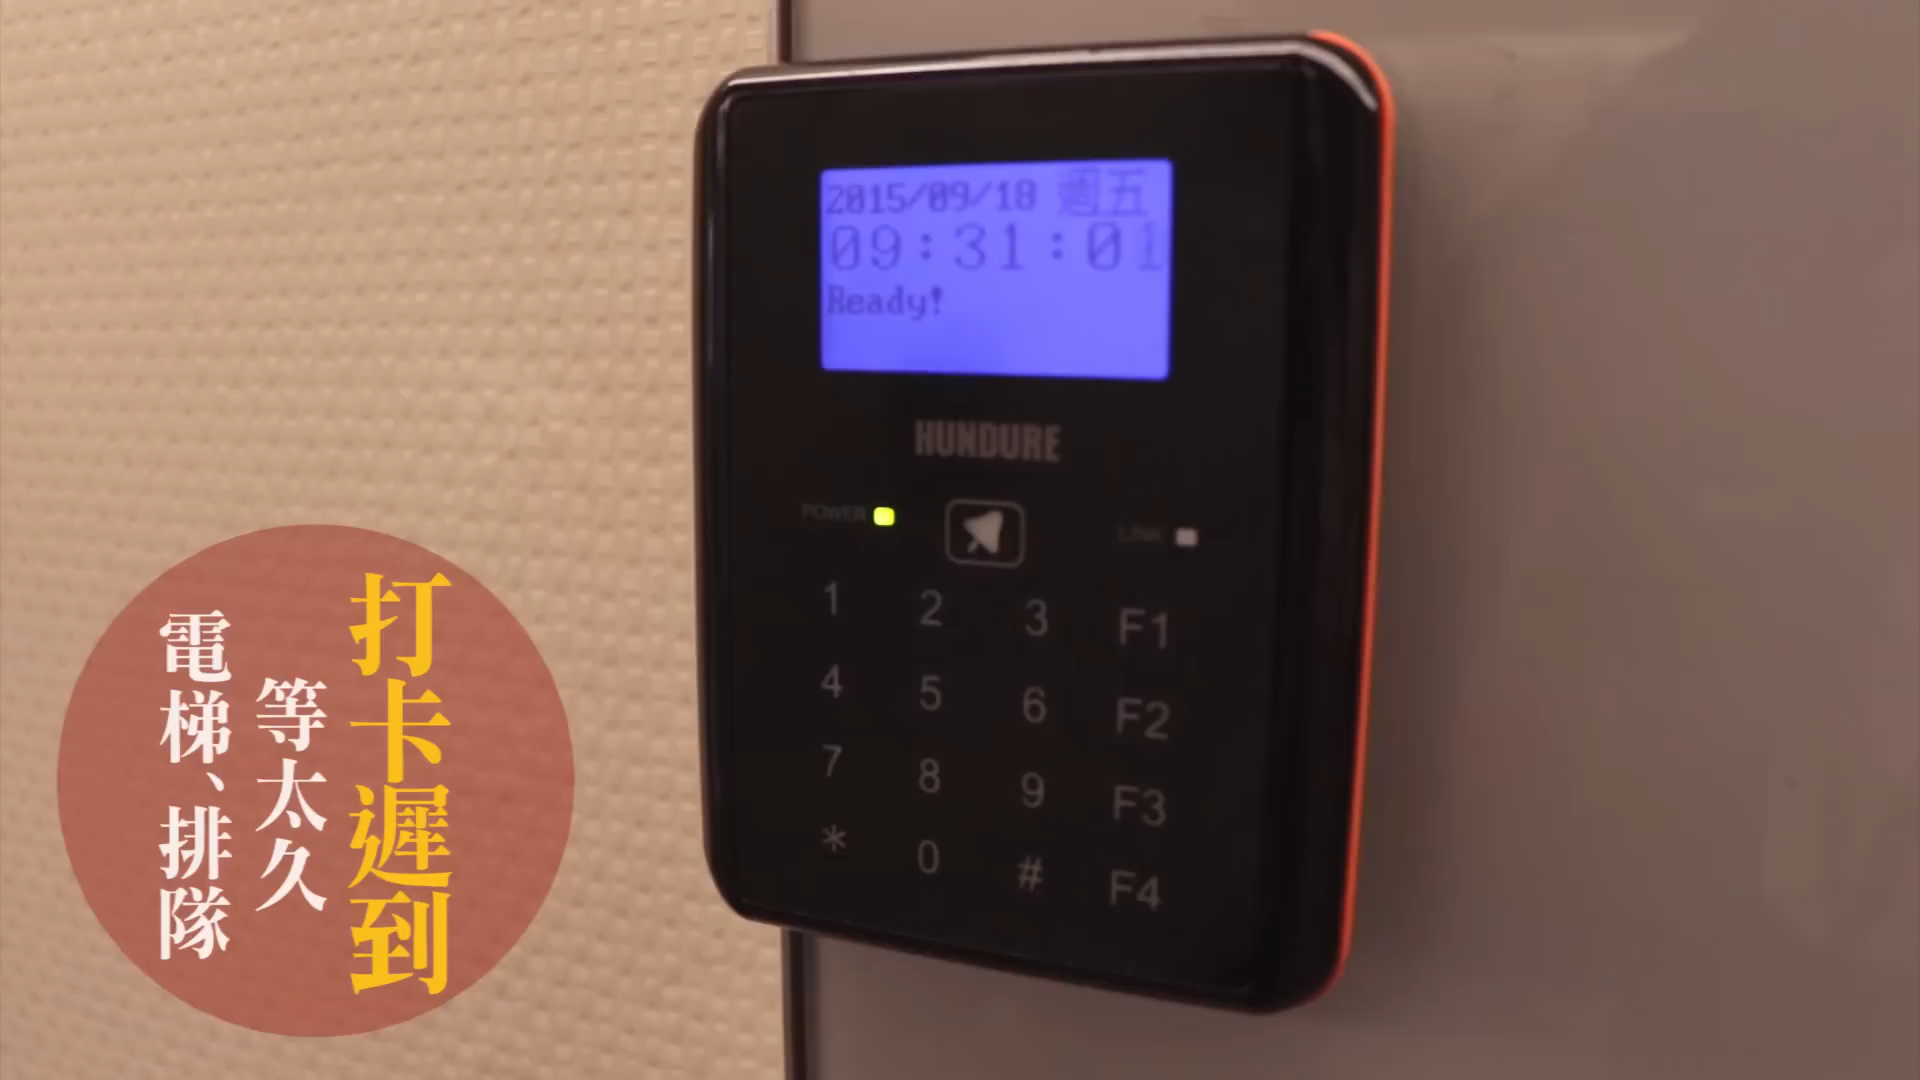 2015/09/18 週五
09:31:01
Ready!
HUNDURE
POWER
LINK
1 2 3 F1
4 5 6 F2
7 8 9 F3
* 0 # F4
打卡遲到
等太久
電梯、排隊